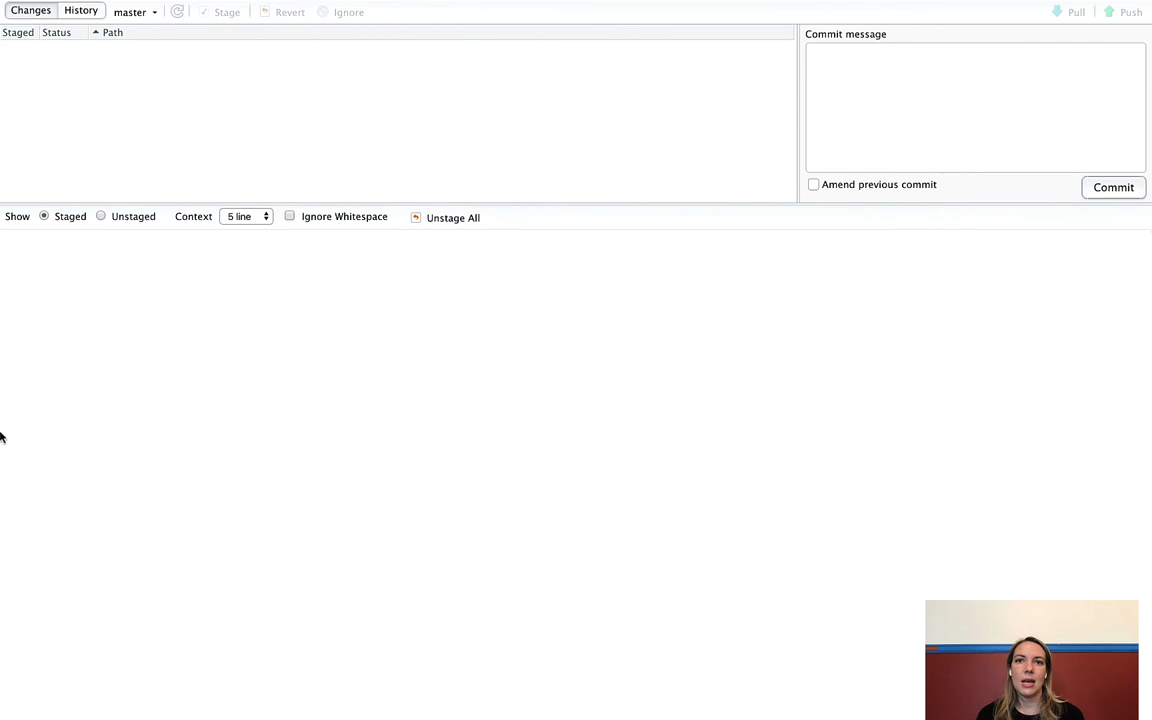 Changes History master Stage Revert Ignore Pull Push
Staged Status Path
Commit message
Amend previous commit Commit
Show Staged Unstaged Context 5 line Ignore Whitespace Unstage All